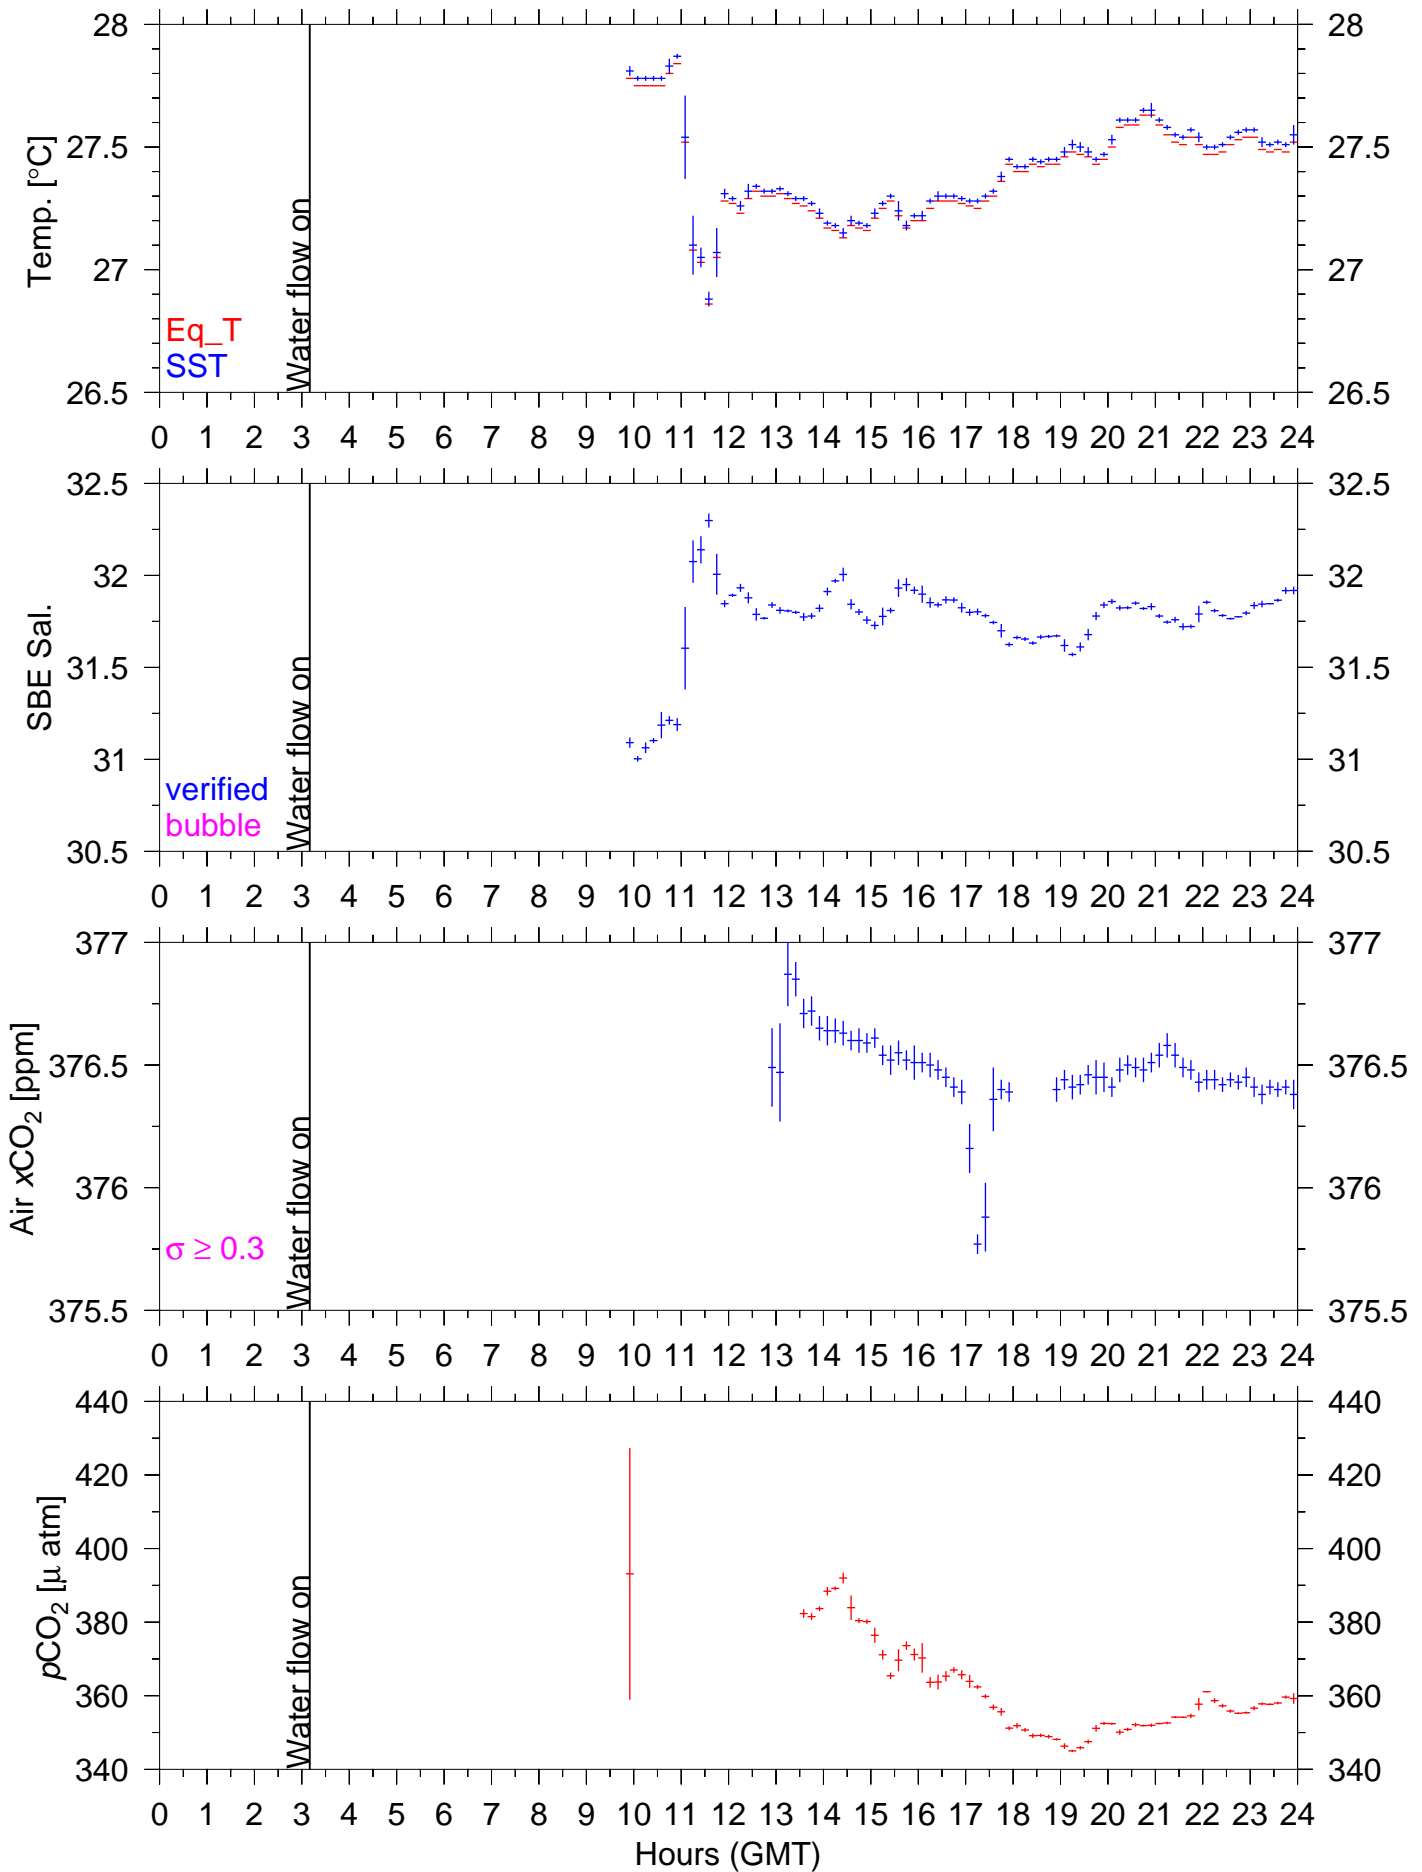 28 28
27.5 27.5
27 27
26.5 26.5
Temp. [°C]
Eq_T
SST
Water flow on
0 1 2 3 4 5 6 7 8 9 10 11 12 13 14 15 16 17 18 19 20 21 22 23 24
32.5 32.5
32 32
31.5 31.5
31 31
30.5 30.5
SBE Sal.
verified
bubble
Water flow on
0 1 2 3 4 5 6 7 8 9 10 11 12 13 14 15 16 17 18 19 20 21 22 23 24
377 377
376.5 376.5
376 376
375.5 375.5
Air xCO₂ [ppm]
σ ≥ 0.3
Water flow on
0 1 2 3 4 5 6 7 8 9 10 11 12 13 14 15 16 17 18 19 20 21 22 23 24
440 440
420 420
400 400
380 380
360 360
340 340
pCO₂ [μ atm]
Water flow on
0 1 2 3 4 5 6 7 8 9 10 11 12 13 14 15 16 17 18 19 20 21 22 23 24
Hours (GMT)